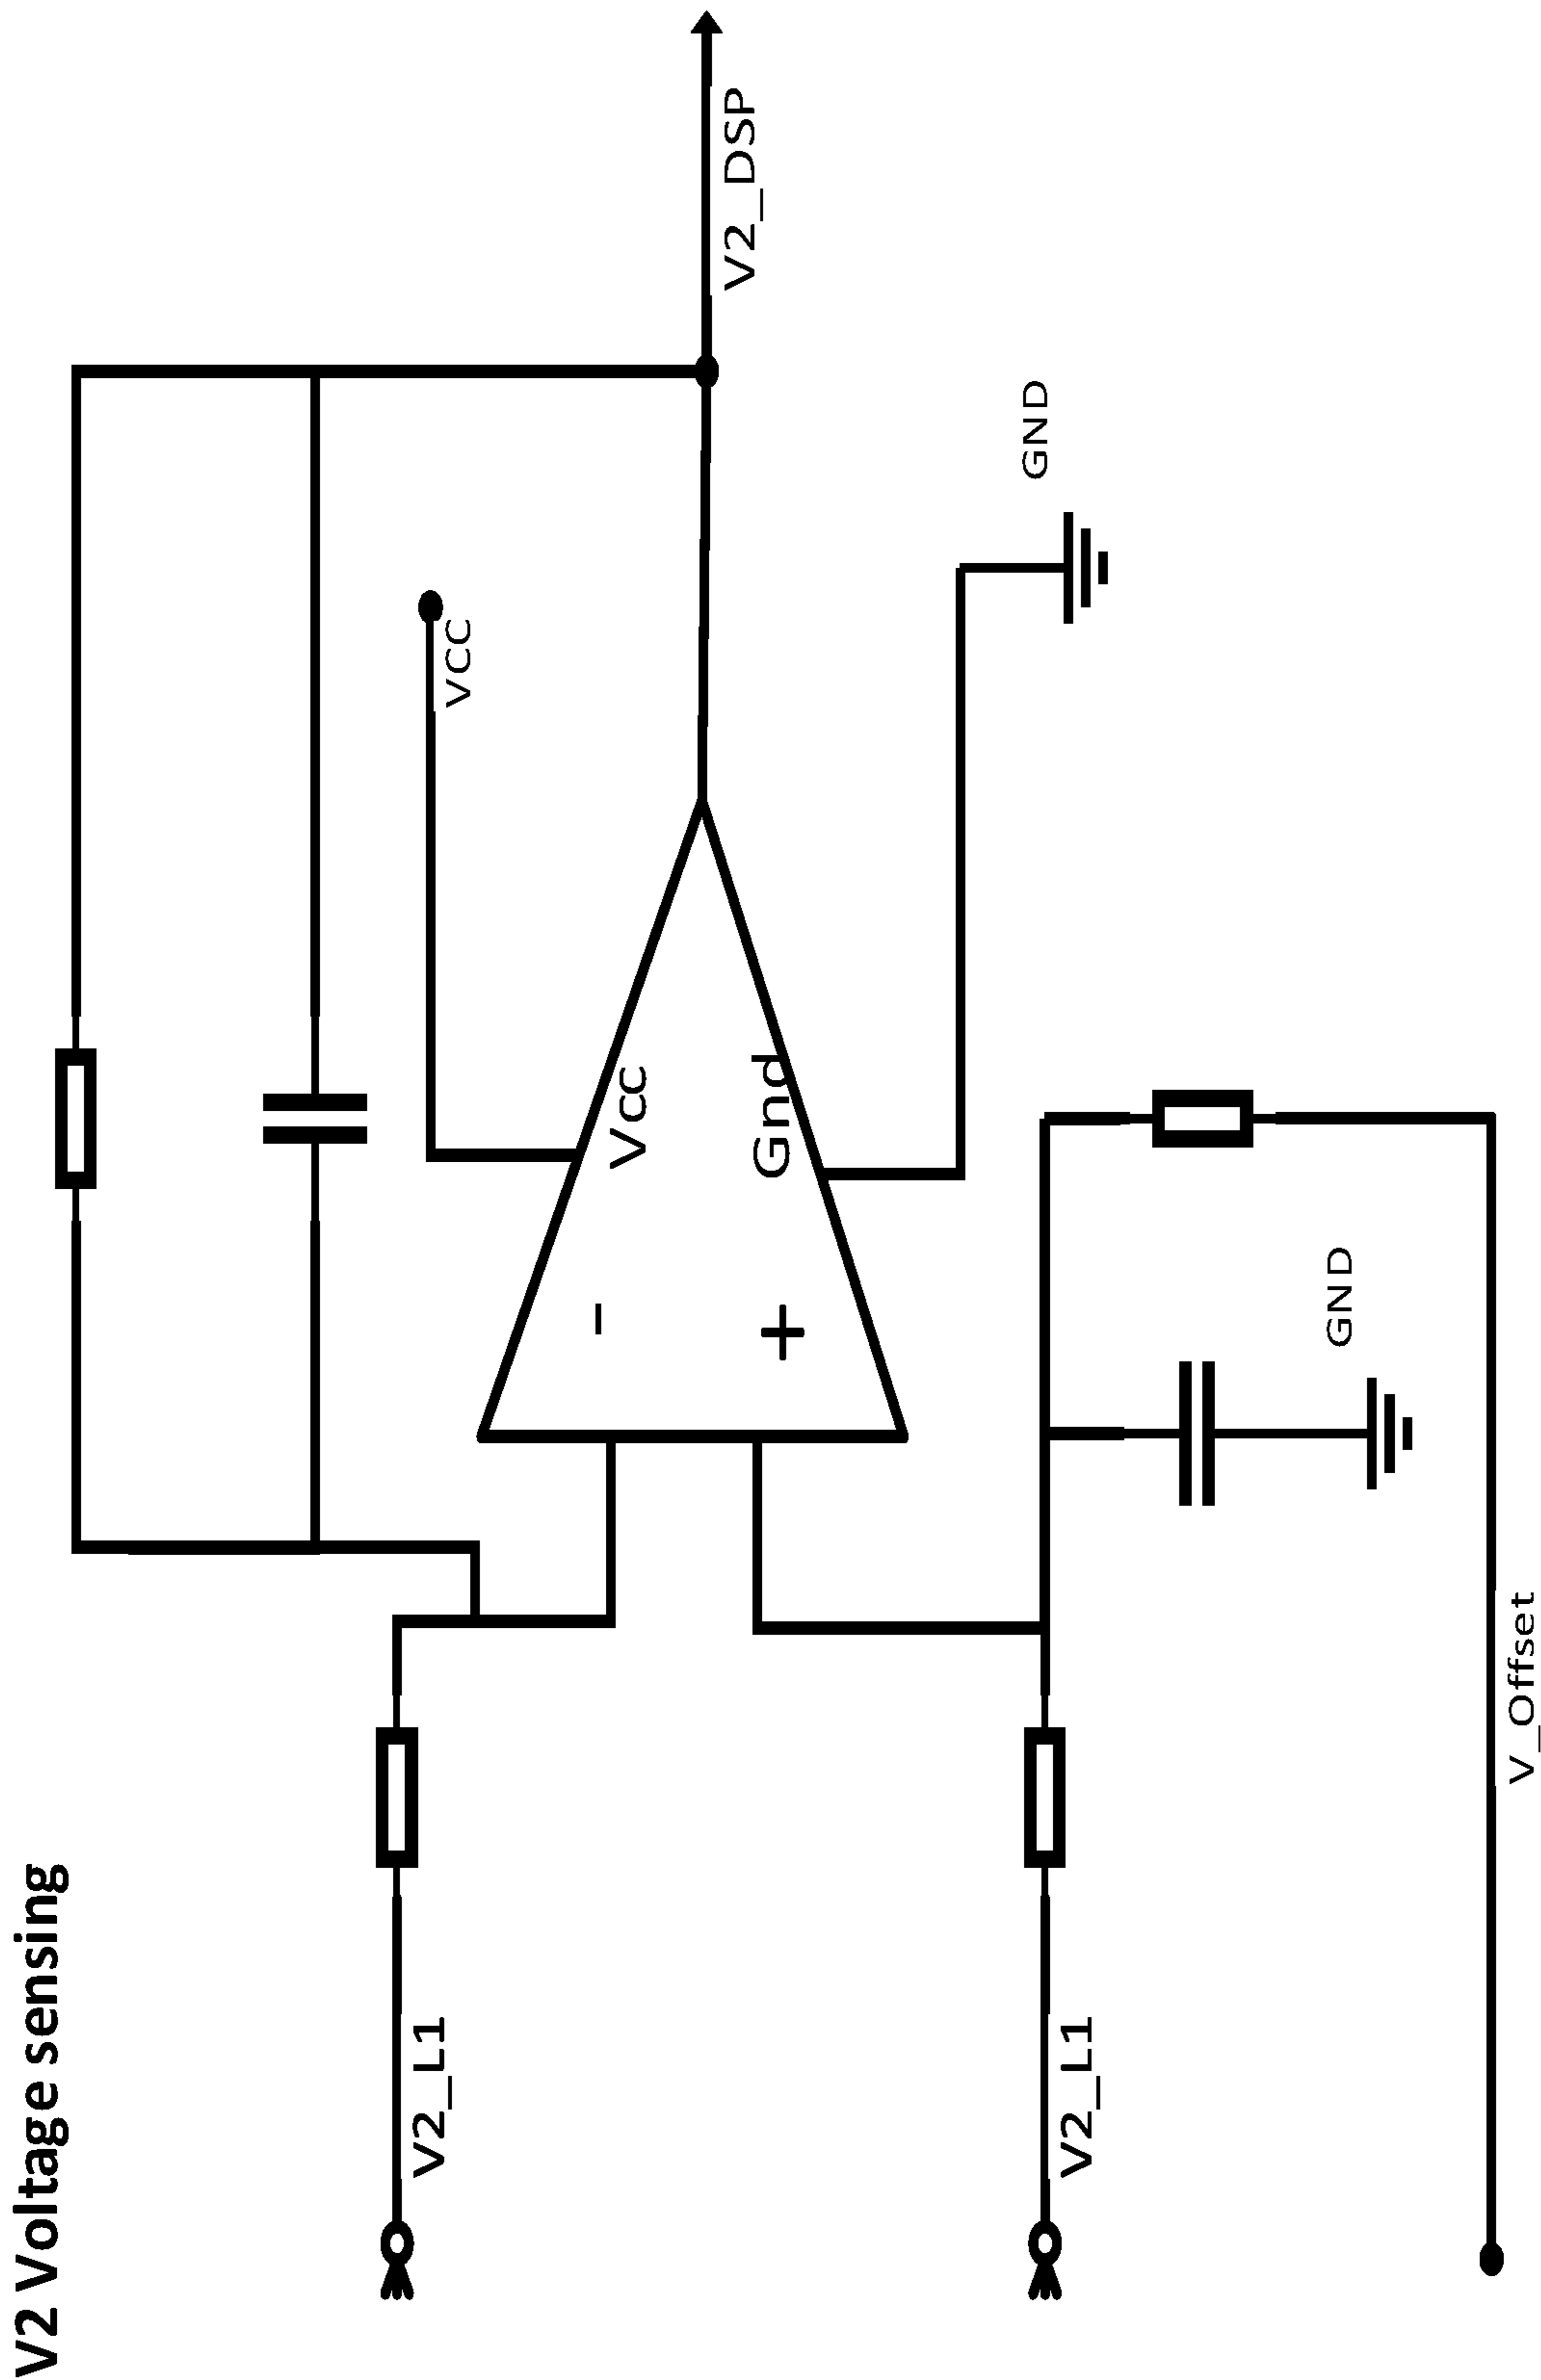 V2 Voltage sensing
VCC
V2_DSP
Vcc
-
Gnd
+
GND
V2_L1
V2_L1
GND
V_Offset